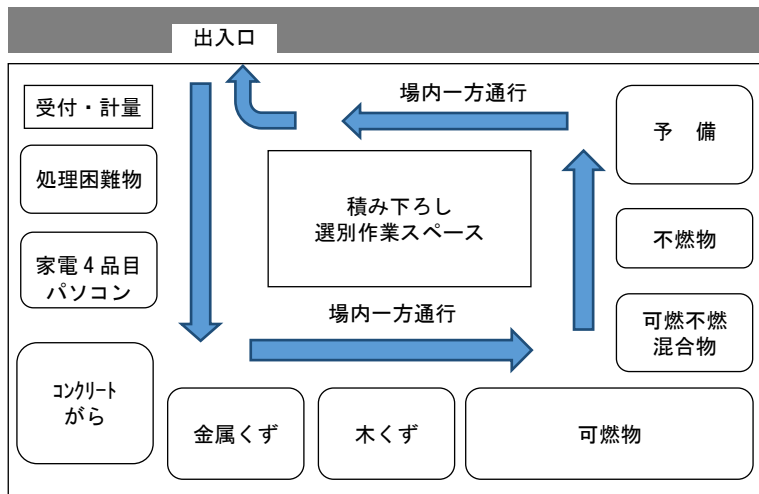 出入口
受付・計量
場内一方通行
予　備
処理困難物
積み下ろし
選別作業スペース
不燃物
家電４品目
パソコン
場内一方通行
可燃不燃
混合物
ｺﾝｸﾘｰﾄ
がら
金属くず
木くず
可燃物